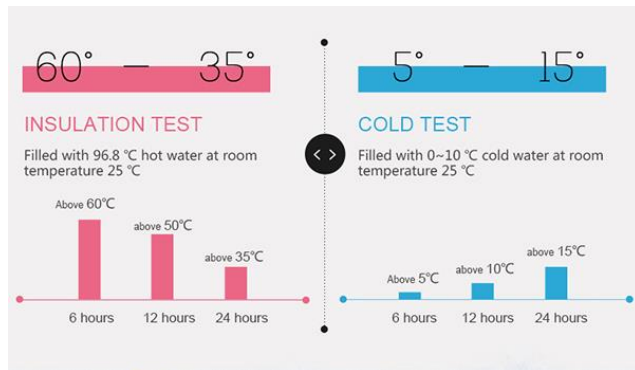 60° — 35°
INSULATION TEST
Filled with 96.8 ℃ hot water at room
temperature 25 ℃
Above 60℃
above 50℃
above 35℃
6 hours
12 hours
24 hours
< >
5° — 15°
COLD TEST
Filled with 0~10 ℃ cold water at room
temperature 25 ℃
Above 5℃
above 10℃
above 15℃
6 hours
12 hours
24 hours